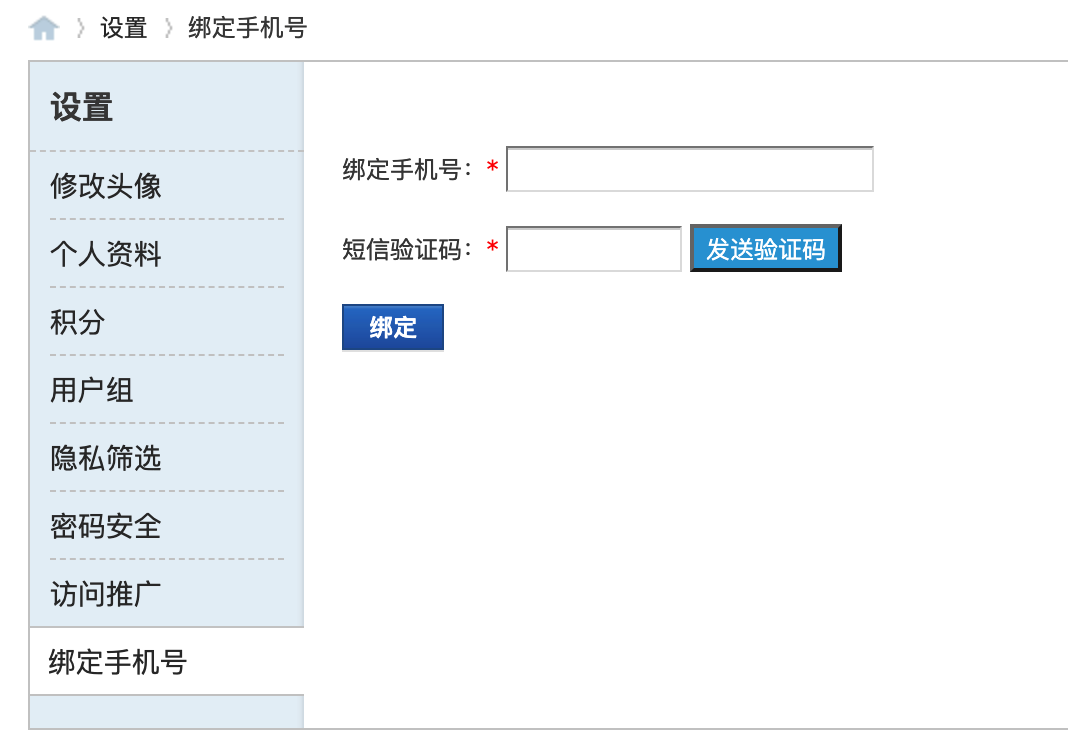 设置 绑定手机号
设置
修改头像
个人资料
积分
用户组
隐私筛选
密码安全
访问推广
绑定手机号
绑定手机号：*
短信验证码：* 发送验证码
绑定